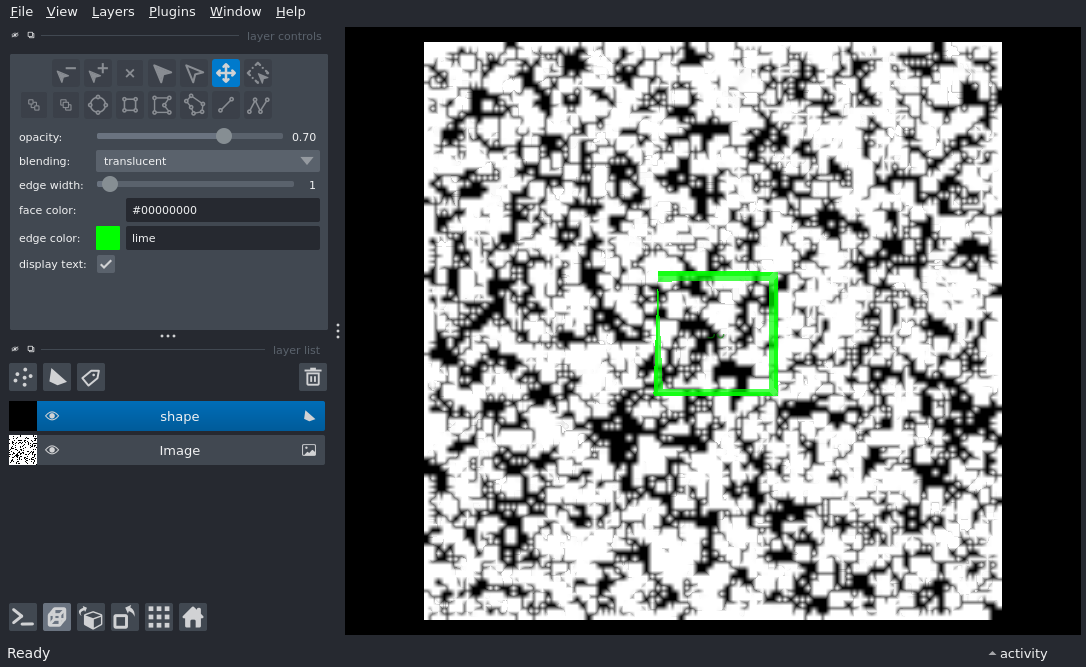 File View Layers Plugins Window Help
layer controls
opacity: 0.70
blending: translucent
edge width: 1
face color: #00000000
edge color: lime
display text:
layer list
shape
Image
Ready activity